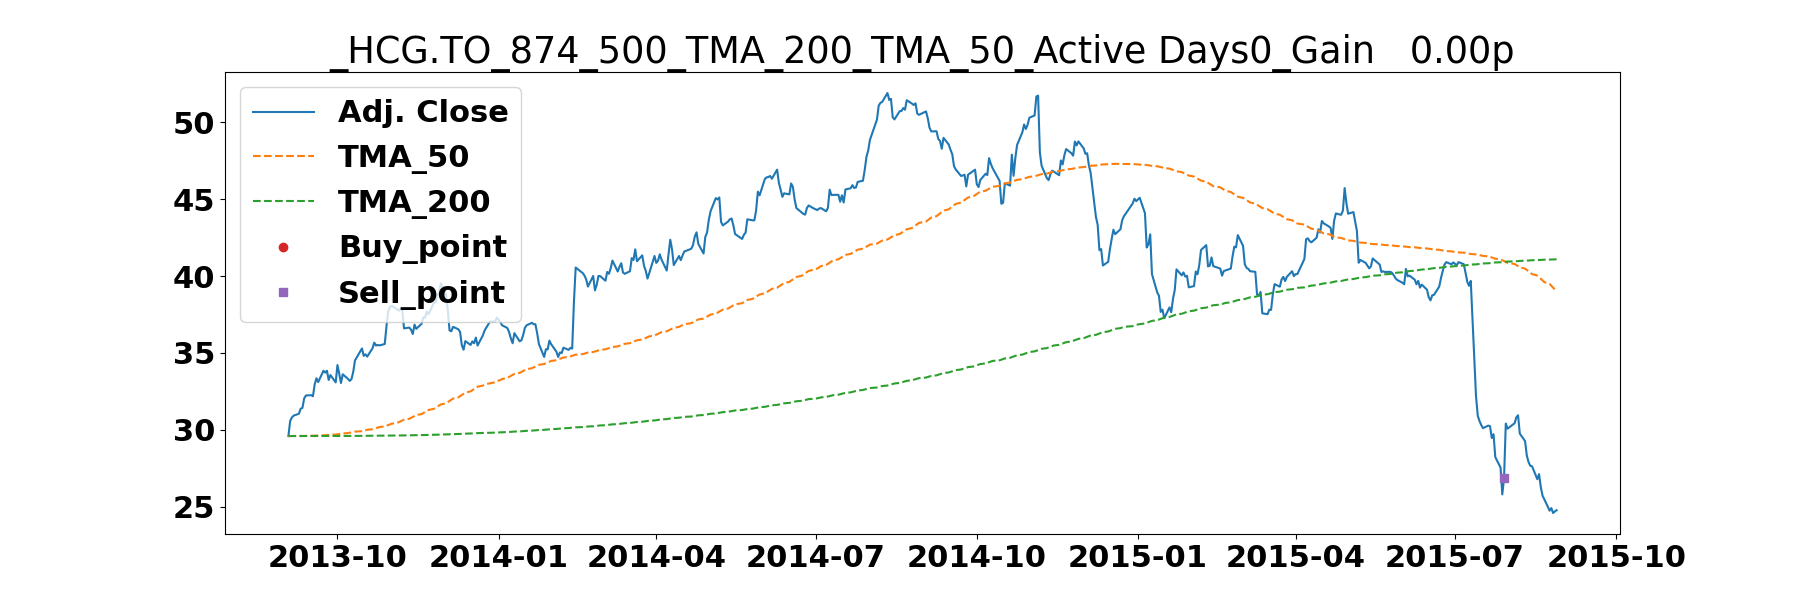 _HCG.TO_874_500_TMA_200_TMA_50_Active Days0_Gain   0.00p
Adj. Close
TMA_50
TMA_200
Buy_point
Sell_point
50
45
40
35
30
25
2013-10 2014-01 2014-04 2014-07 2014-10 2015-01 2015-04 2015-07 2015-10